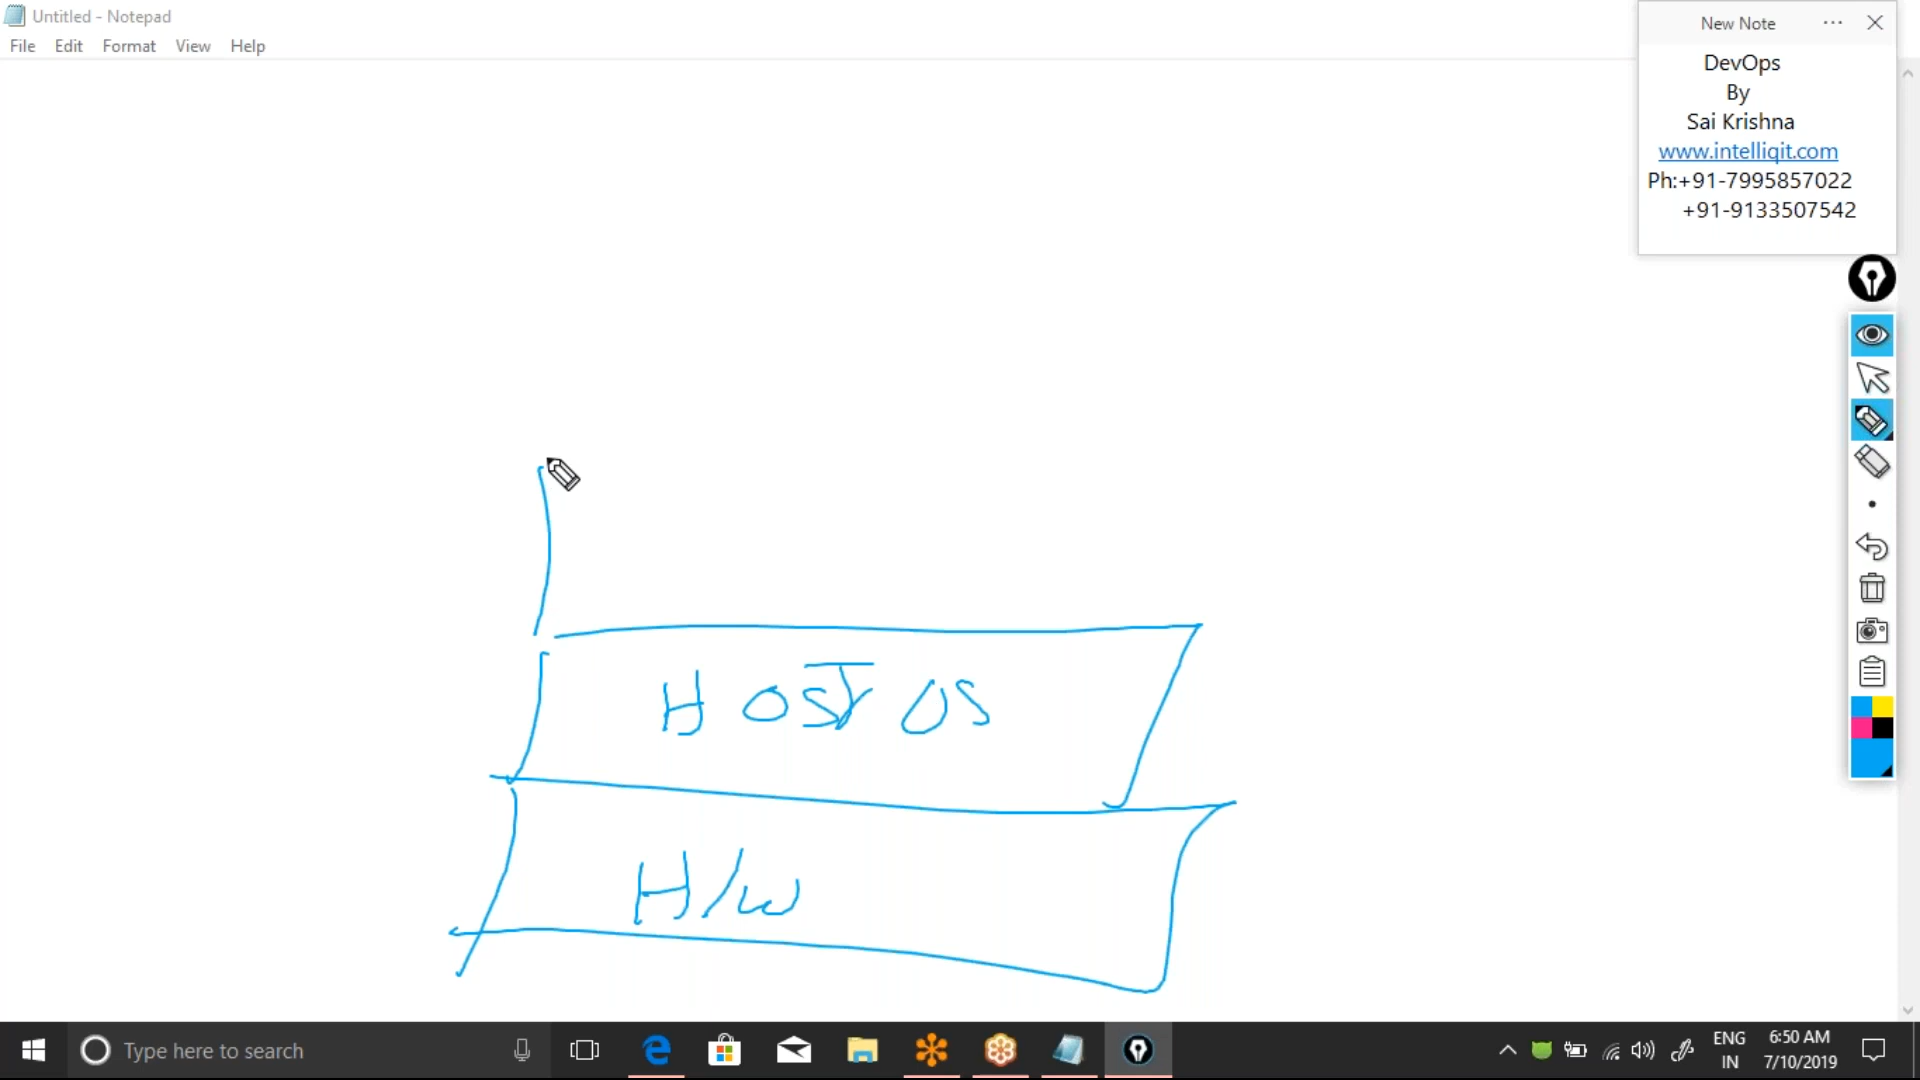 Untitled - Notepad
File Edit Format View Help
New Note
DevOps
By
Sai Krishna
www.intelliqit.com
Ph:+91-7995857022
+91-9133507542
HOST OS
H/W
Type here to search
ENG
IN
6:50 AM
7/10/2019